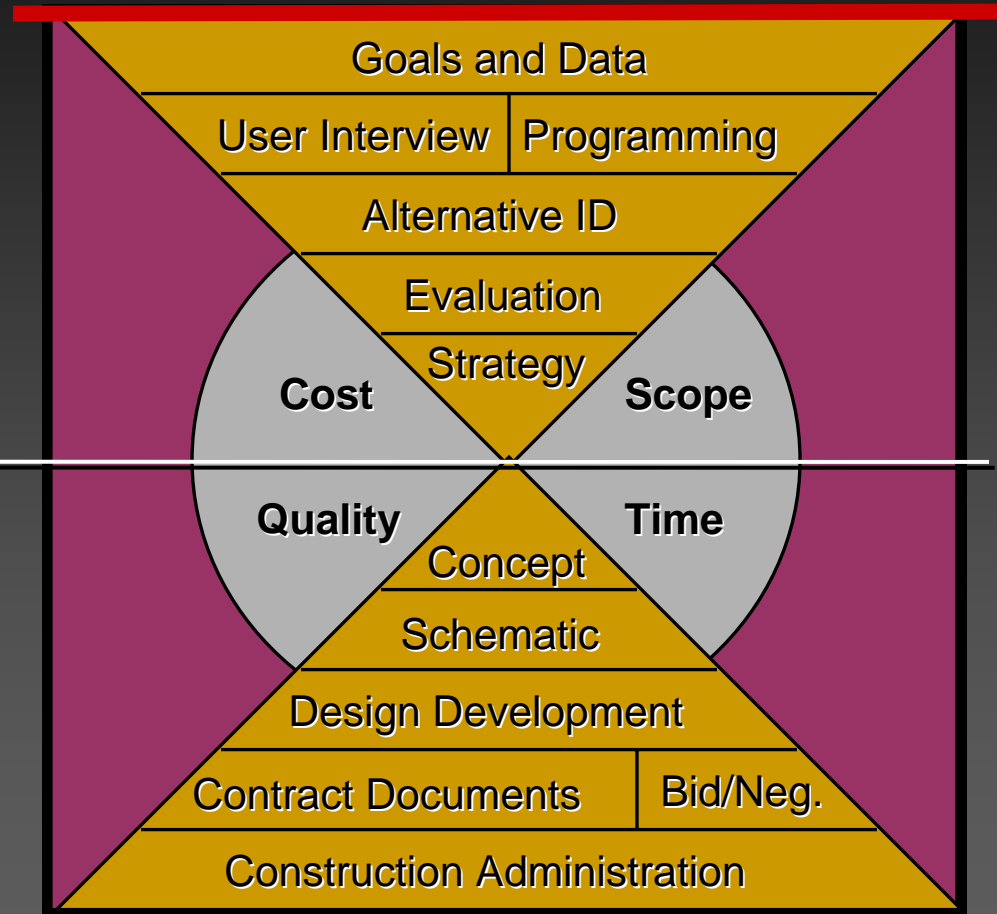 Goals and Data
User Interview Programming
Alternative ID
Evaluation
Strategy
Cost Scope
Quality Time
Concept
Schematic
Design Development
Contract Documents Bid/Neg.
Construction Administration